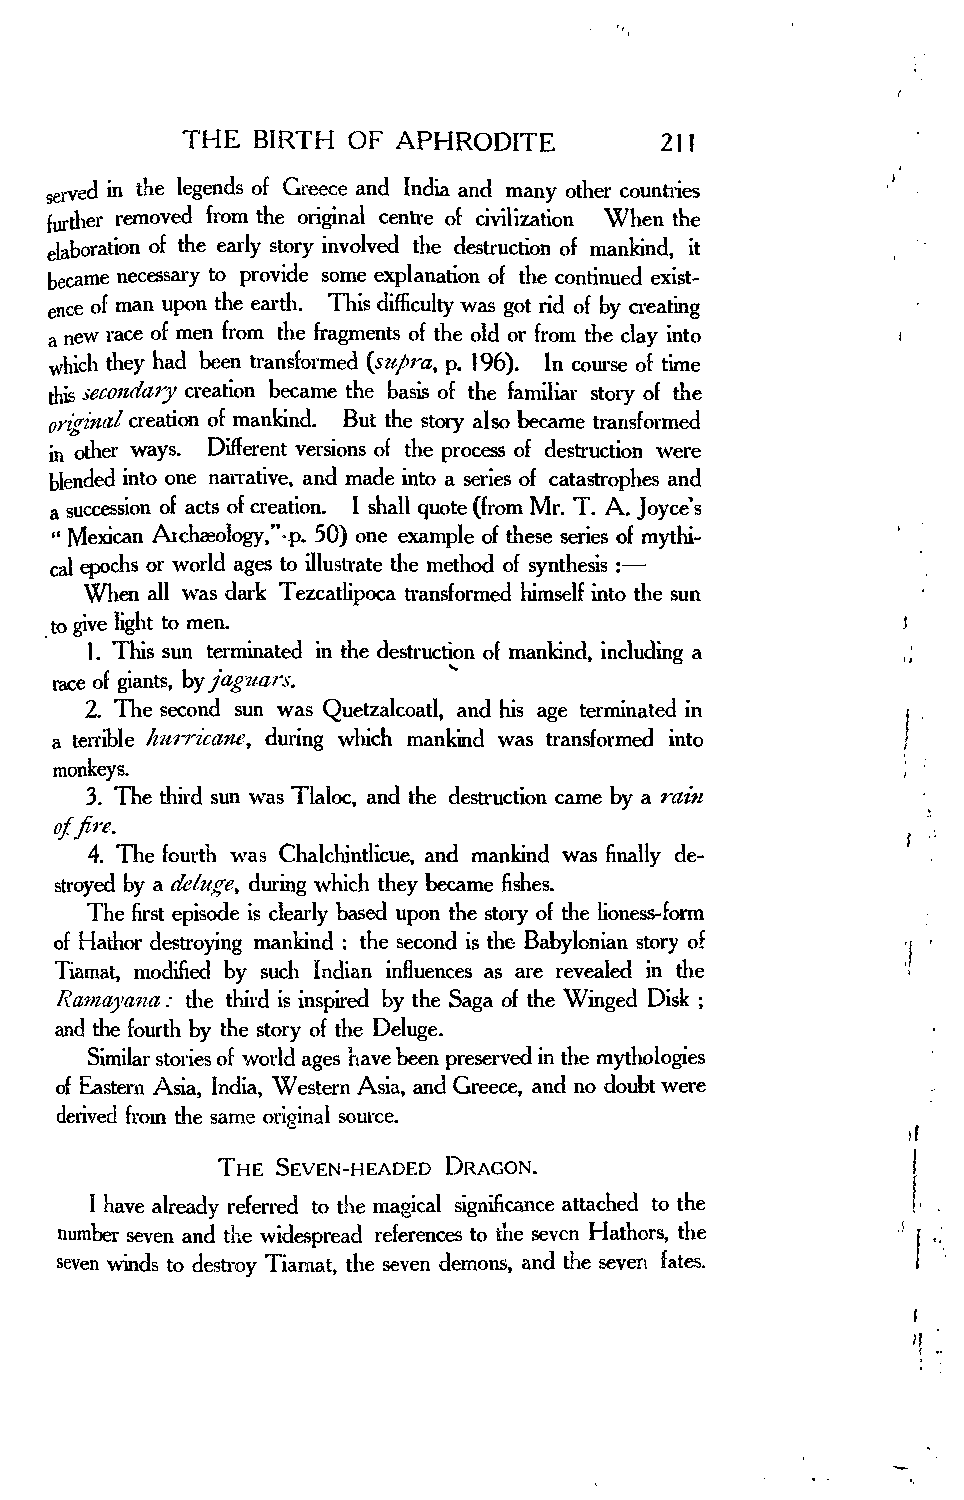 THE BIRTH OF APHRODITE 211
served in the legends of Greece and India and many other countries
further removed from the original centre of civilization When the
elaboration of the early story involved the destruction of mankind, it
became necessary to provide some explanation of the continued exist-
ence of man upon the earth. This difficulty was got rid of by creating
a new race of men from the fragments of the old or from the clay into
which they had been transformed (supra, p. 196). In course of time
this secondary creation became the basis of the familiar story of the
original creation of mankind. But the story also became transformed
in other ways. Different versions of the process of destruction were
blended into one narrative, and made into a series of catastrophes and
a succession of acts of creation. I shall quote (from Mr. T. A. Joyce's
" Mexican Archæology," p. 50) one example of these series of mythi-
cal epochs or world ages to illustrate the method of synthesis :—
When all was dark Tezcatlipoca transformed himself into the sun
to give light to men.
1. This sun terminated in the destruction of mankind, including a
race of giants, by jaguars.
2. The second sun was Quetzalcoatl, and his age terminated in
a terrible hurricane, during which mankind was transformed into
monkeys.
3. The third sun was Tlaloc, and the destruction came by a rain
of fire.
4. The fourth was Chalchintlicue, and mankind was finally de-
stroyed by a deluge, during which they became fishes.
The first episode is clearly based upon the story of the lioness-form
of Hathor destroying mankind : the second is the Babylonian story of
Tiamat, modified by such Indian influences as are revealed in the
Ramayana : the third is inspired by the Saga of the Winged Disk ;
and the fourth by the story of the Deluge.
Similar stories of world ages have been preserved in the mythologies
of Eastern Asia, India, Western Asia, and Greece, and no doubt were
derived from the same original source.
THE SEVEN-HEADED DRAGON.
I have already referred to the magical significance attached to the
number seven and the widespread references to the seven Hathors, the
seven winds to destroy Tiamat, the seven demons, and the seven fates.